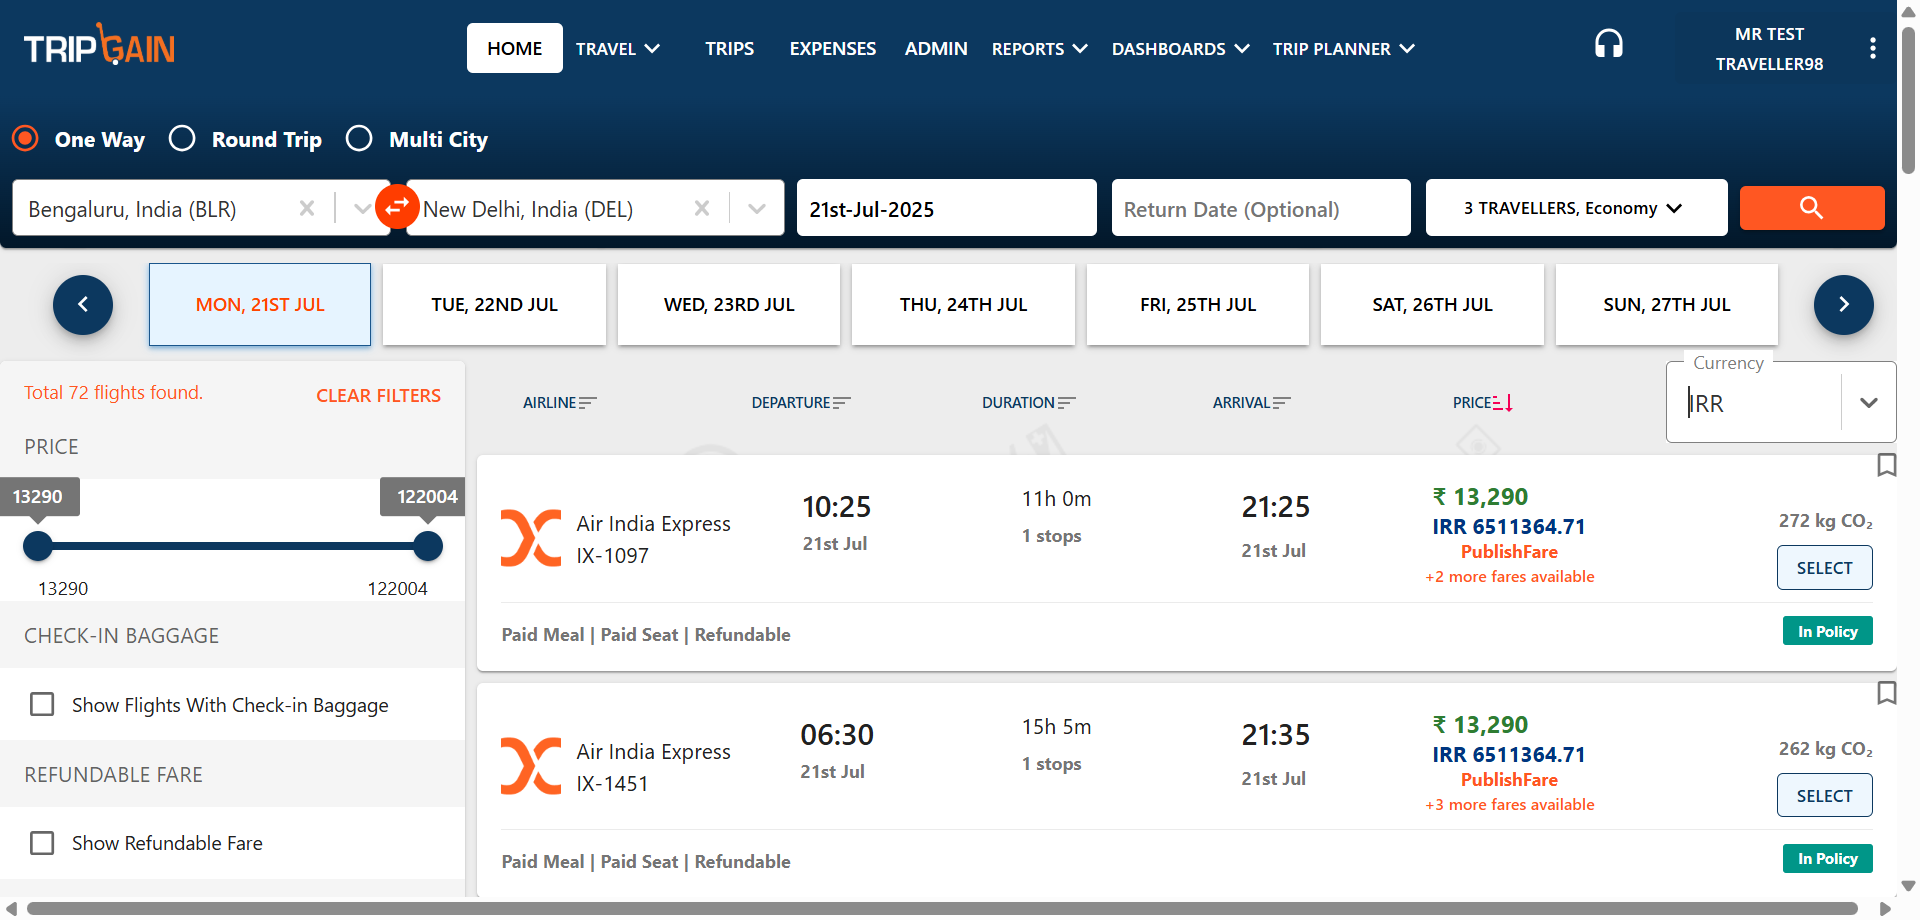 TRIPGAIN
HOME
TRAVEL
TRIPS
EXPENSES
ADMIN
REPORTS
DASHBOARDS
TRIP PLANNER
MR TEST
TRAVELLER98
One Way
Round Trip
Multi City
Bengaluru, India (BLR)
New Delhi, India (DEL)
21st-Jul-2025
Return Date (Optional)
3 TRAVELLERS, Economy
MON, 21ST JUL
TUE, 22ND JUL
WED, 23RD JUL
THU, 24TH JUL
FRI, 25TH JUL
SAT, 26TH JUL
SUN, 27TH JUL
Total 72 flights found.
CLEAR FILTERS
PRICE
13290
122004
13290
122004
CHECK-IN BAGGAGE
Show Flights With Check-in Baggage
REFUNDABLE FARE
Show Refundable Fare
AIRLINE
DEPARTURE
DURATION
ARRIVAL
PRICE
Currency
IRR
Air India Express
IX-1097
10:25
21st Jul
11h 0m
1 stops
21:25
21st Jul
₹ 13,290
IRR 6511364.71
PublishFare
+2 more fares available
272 kg CO₂
SELECT
Paid Meal | Paid Seat | Refundable
In Policy
Air India Express
IX-1451
06:30
21st Jul
15h 5m
1 stops
21:35
21st Jul
₹ 13,290
IRR 6511364.71
PublishFare
+3 more fares available
262 kg CO₂
SELECT
Paid Meal | Paid Seat | Refundable
In Policy